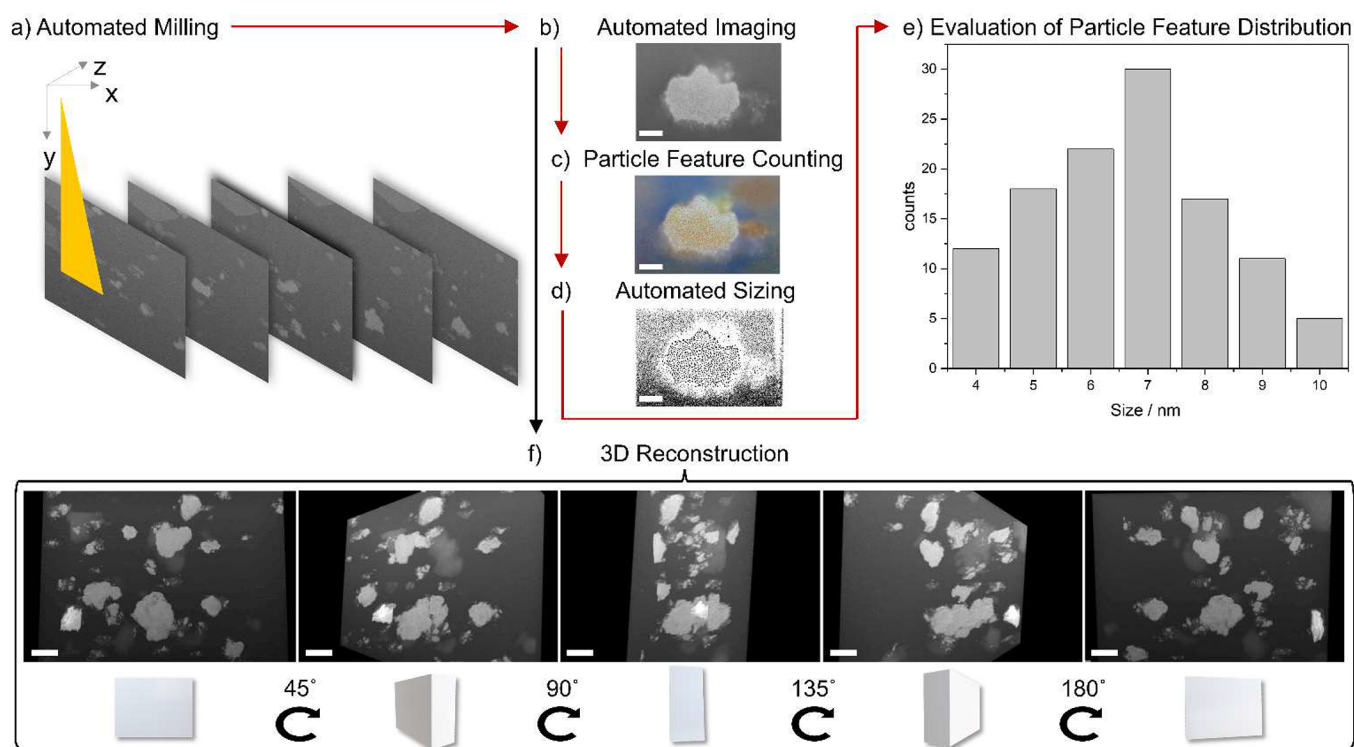 a) Automated Milling
b) Automated Imaging
e) Evaluation of Particle Feature Distribution
z
x
y
c) Particle Feature Counting
d) Automated Sizing
30
25
20
15
10
5
0
counts
4 5 6 7 8 9 10
Size / nm
f) 3D Reconstruction
45° 90° 135° 180°